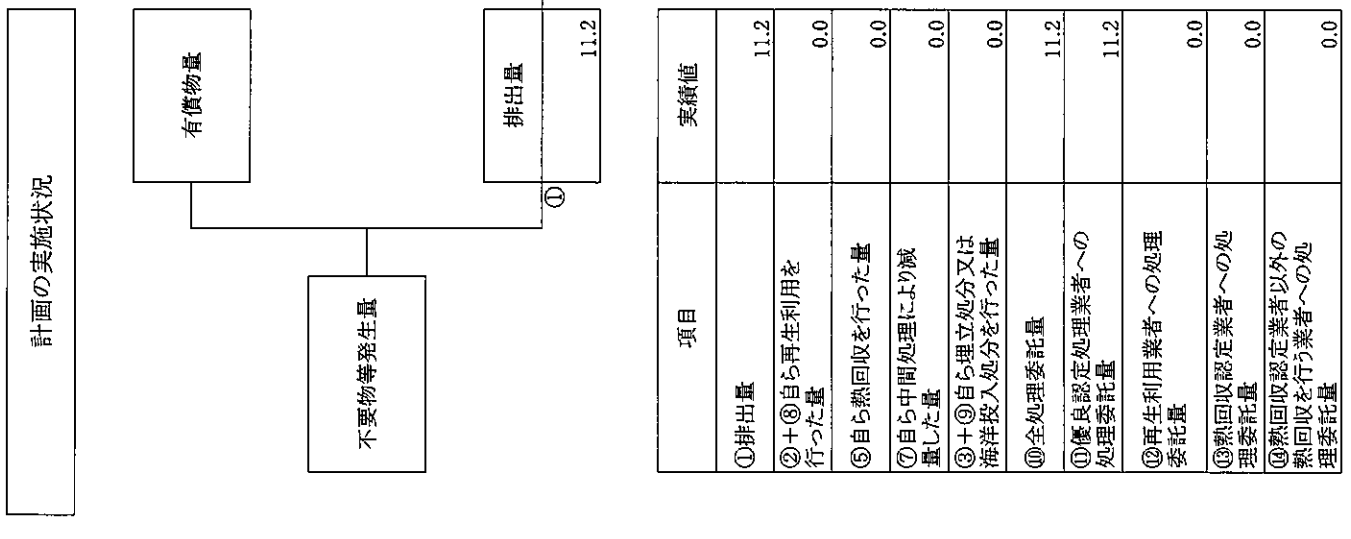 計画の実施状況
有償物量
不要物等発生量
①
排出量
11.2
項目
実績値
①排出量
11.2
②+⑧自ら再生利用を
行った量
0.0
⑤自ら熱回収を行った量
0.0
⑦自ら中間処理により減
量した量
0.0
③+⑨自ら埋立処分又は
海洋投入処分を行った量
0.0
⑩全処理委託量
11.2
⑪優良認定処理業者への
処理委託量
11.2
⑫再生利用業者への処理
委託量
0.0
⑬熱回収認定業者への処
理委託量
0.0
⑭熱回収認定業者以外の
熱回収を行う業者への処
理委託量
0.0